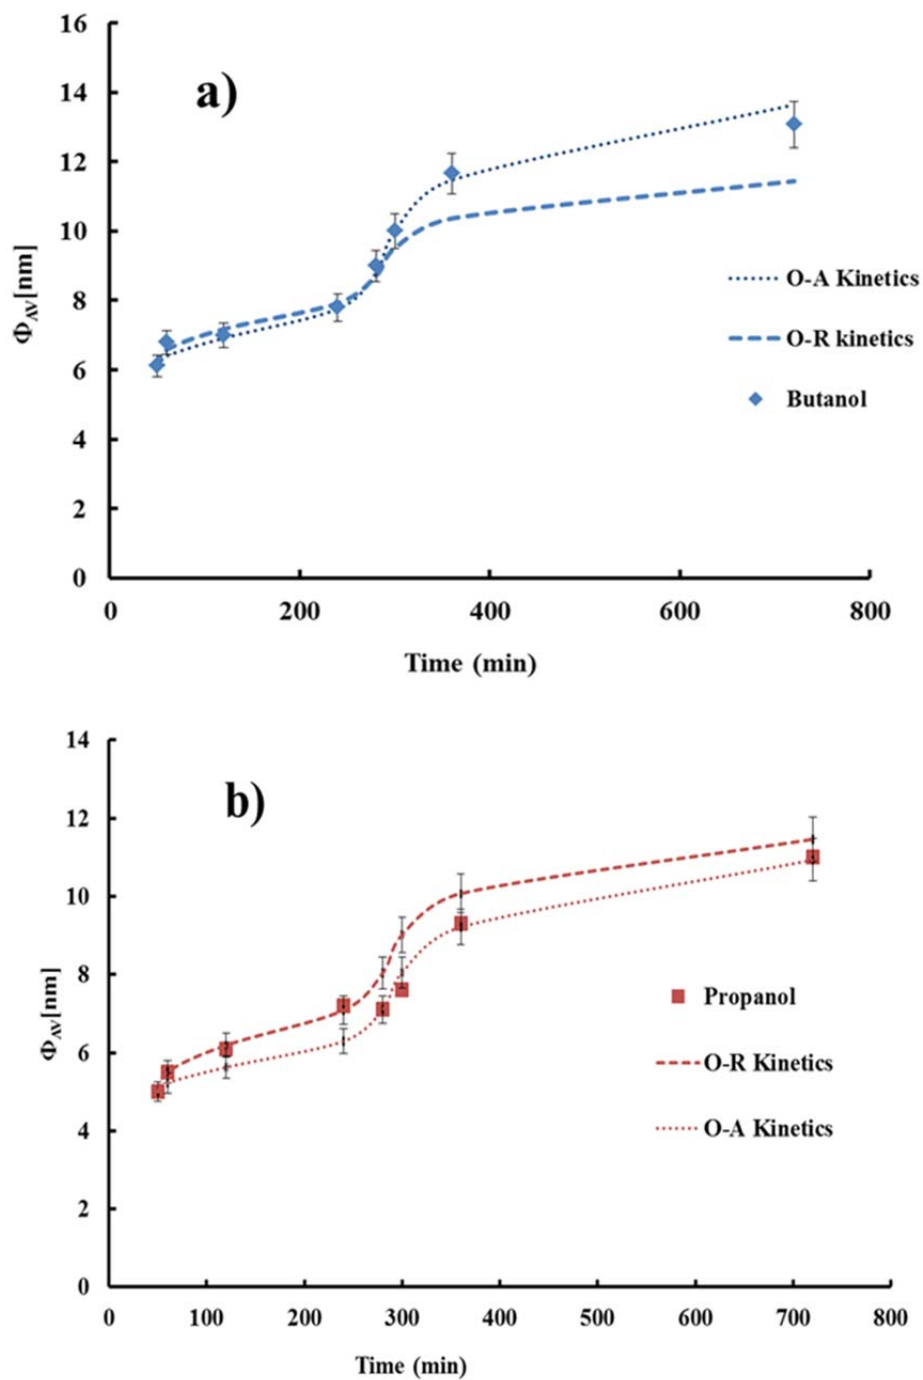 16
a)
14
12
10
8
6
4
2
0
ΦAV[nm]
O-A Kinetics
O-R kinetics
Butanol
0 200 400 600 800
Time (min)
14
b)
12
10
8
6
4
2
0
ΦAV[nm]
Propanol
O-R Kinetics
O-A Kinetics
0 100 200 300 400 500 600 700 800
Time (min)